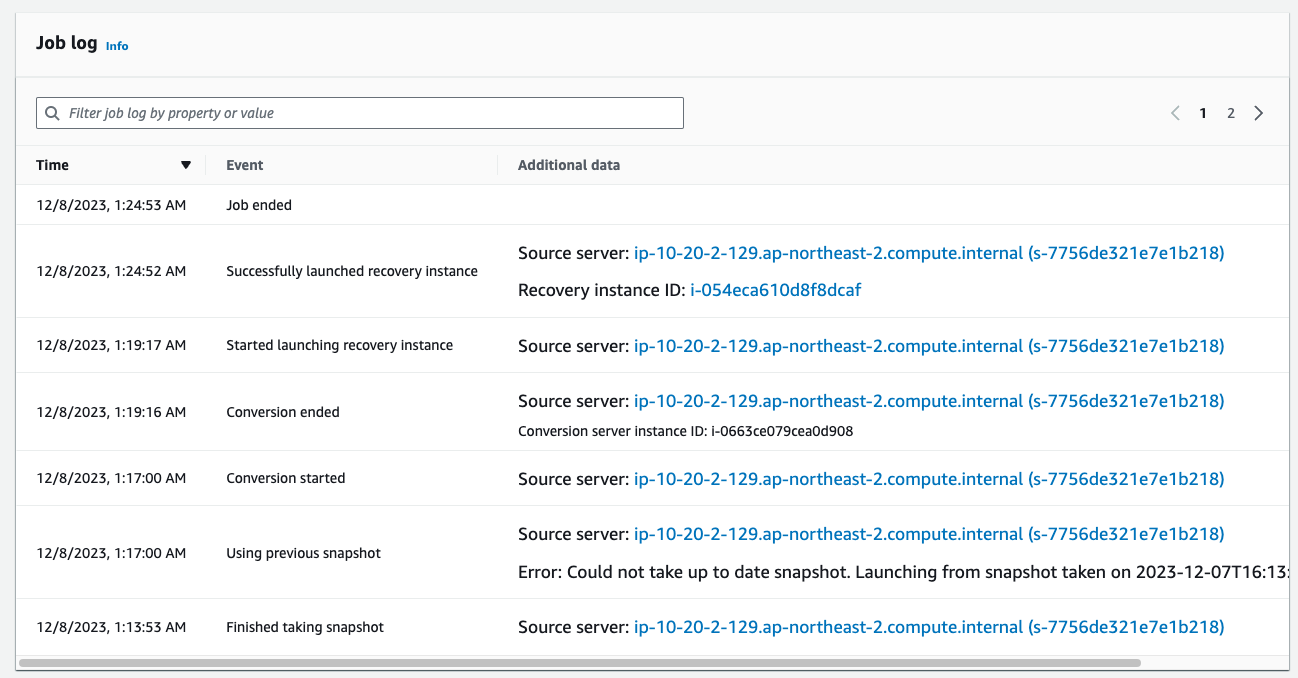 Job log Info
Filter job log by property or value
1 2
Time Event Additional data
12/8/2023, 1:24:53 AM Job ended
12/8/2023, 1:24:52 AM Successfully launched recovery instance Source server: ip-10-20-2-129.ap-northeast-2.compute.internal (s-7756de321e7e1b218)
Recovery instance ID: i-054eca610d8f8dcaf
12/8/2023, 1:19:17 AM Started launching recovery instance Source server: ip-10-20-2-129.ap-northeast-2.compute.internal (s-7756de321e7e1b218)
12/8/2023, 1:19:16 AM Conversion ended Source server: ip-10-20-2-129.ap-northeast-2.compute.internal (s-7756de321e7e1b218)
Conversion server instance ID: i-0663ce079cea0d908
12/8/2023, 1:17:00 AM Conversion started Source server: ip-10-20-2-129.ap-northeast-2.compute.internal (s-7756de321e7e1b218)
12/8/2023, 1:17:00 AM Using previous snapshot Source server: ip-10-20-2-129.ap-northeast-2.compute.internal (s-7756de321e7e1b218)
Error: Could not take up to date snapshot. Launching from snapshot taken on 2023-12-07T16:13:
12/8/2023, 1:13:53 AM Finished taking snapshot Source server: ip-10-20-2-129.ap-northeast-2.compute.internal (s-7756de321e7e1b218)